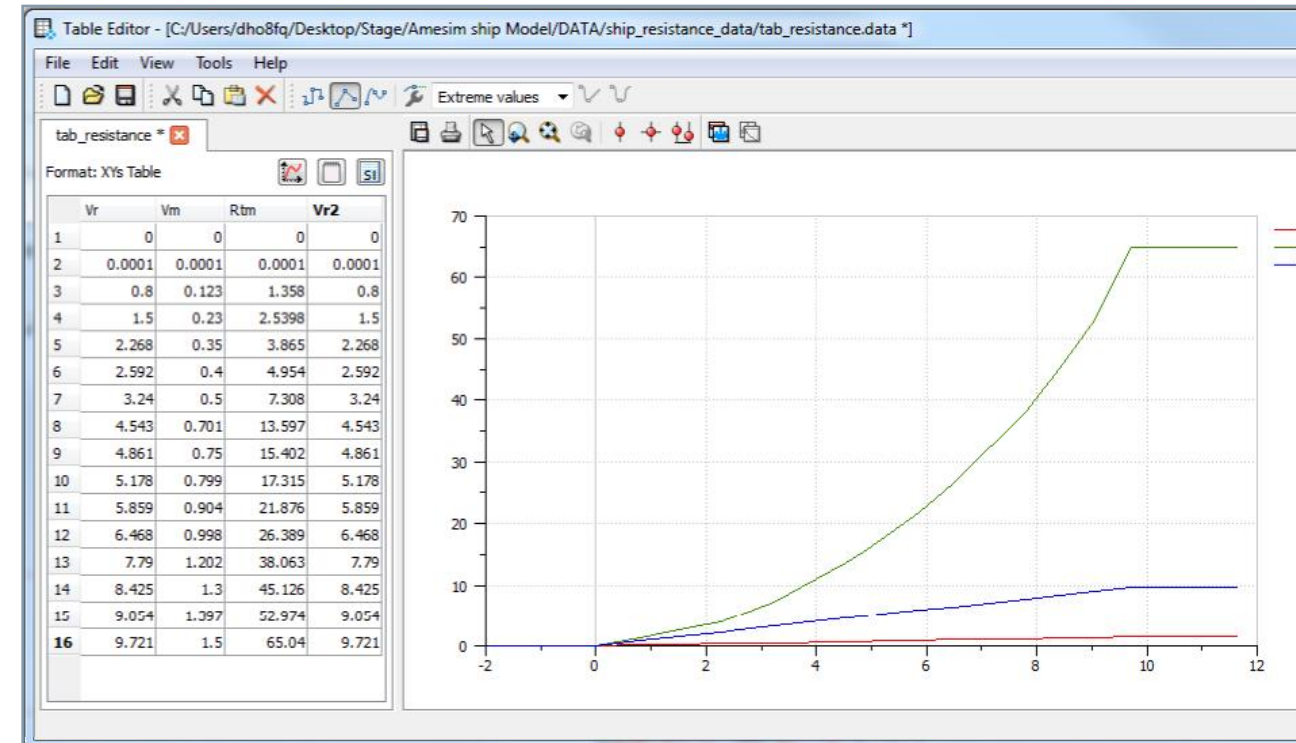 Table Editor - [C:/Users/dho8fq/Desktop/Stage/Amesim ship Model/DATA/ship_resistance_data/tab_resistance.data *]
File Edit View Tools Help
Extreme values
tab_resistance *
Format: XYs Table
SI
Vr Vm Rtm Vr2
1 0 0 0 0
2 0.0001 0.0001 0.0001 0.0001
3 0.8 0.123 1.358 0.8
4 1.5 0.23 2.5398 1.5
5 2.268 0.35 3.865 2.268
6 2.592 0.4 4.954 2.592
7 3.24 0.5 7.308 3.24
8 4.543 0.701 13.597 4.543
9 4.861 0.75 15.402 4.861
10 5.178 0.799 17.315 5.178
11 5.859 0.904 21.876 5.859
12 6.468 0.998 26.389 6.468
13 7.79 1.202 38.063 7.79
14 8.425 1.3 45.126 8.425
15 9.054 1.397 52.974 9.054
16 9.721 1.5 65.04 9.721
70
60
50
40
30
20
10
0
-2 0 2 4 6 8 10 12